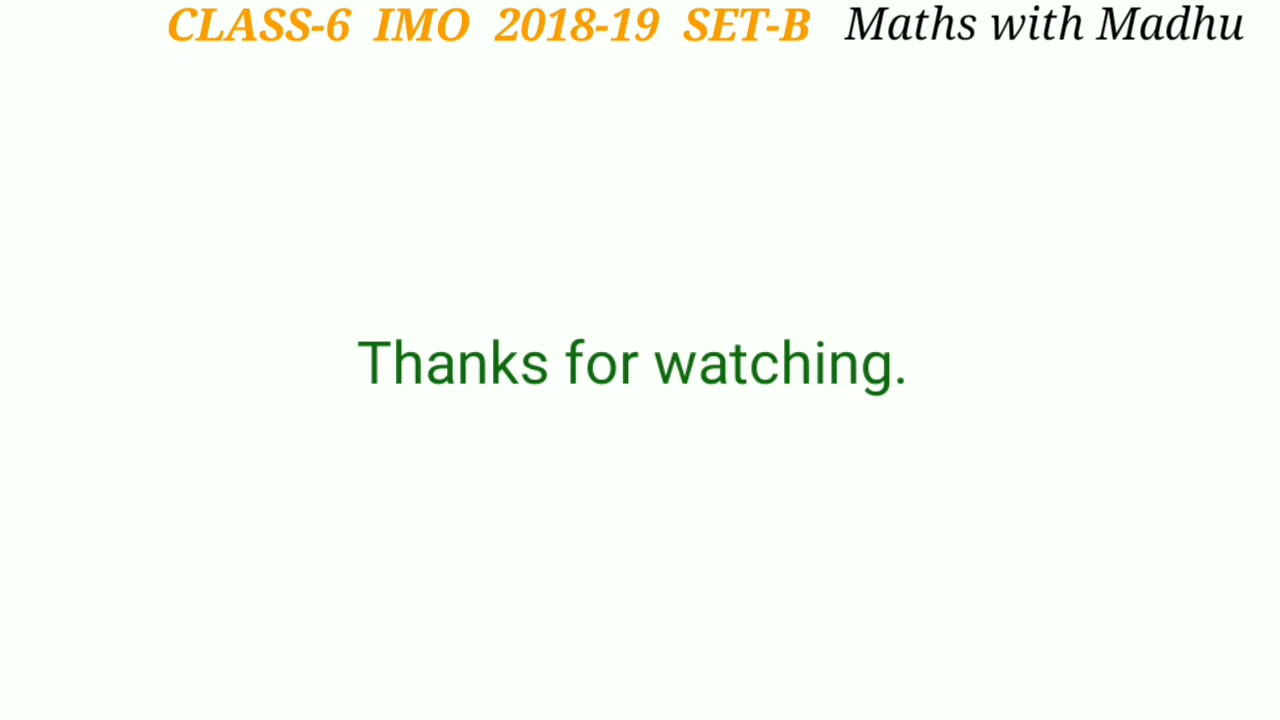 CLASS-6 IMO 2018-19 SET-B Maths with Madhu
Thanks for watching.